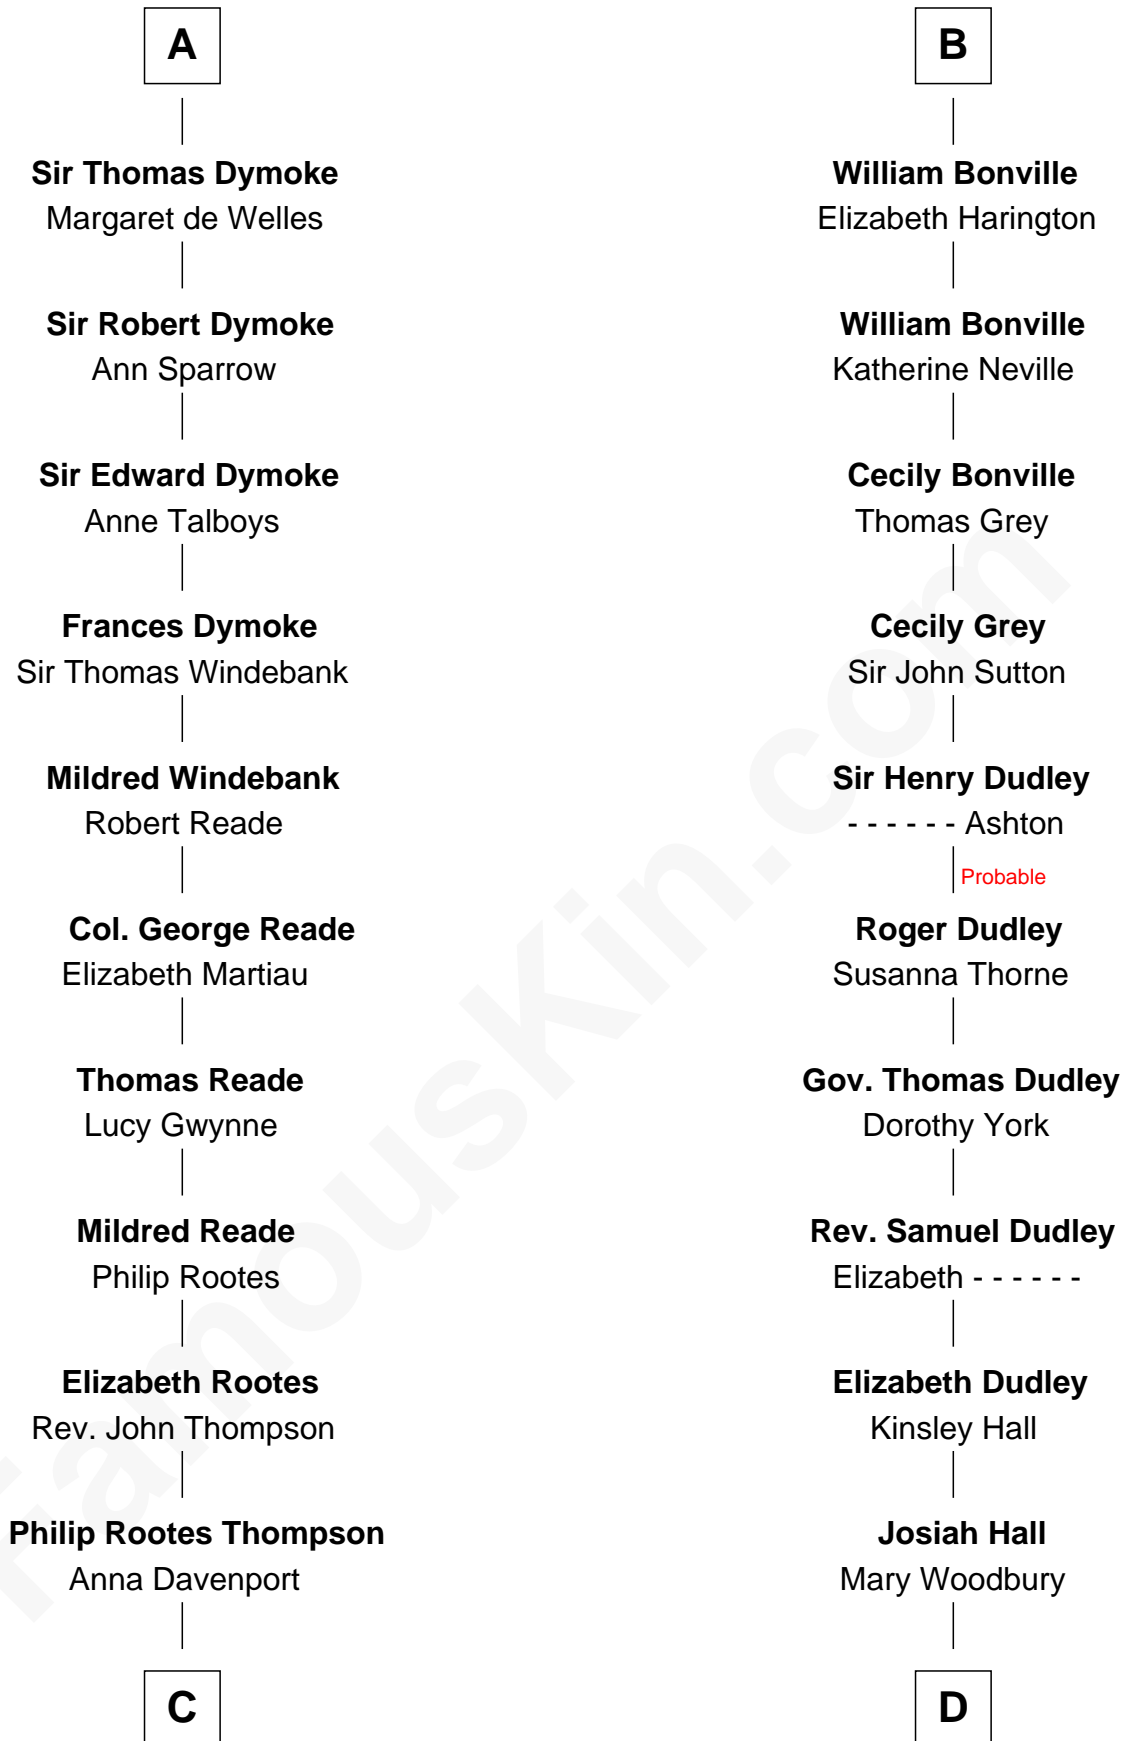 A
Sir Thomas Dymoke
Margaret de Welles
Sir Robert Dymoke
Ann Sparrow
Sir Edward Dymoke
Anne Talboys
Frances Dymoke
Sir Thomas Windebank
Mildred Windebank
Robert Reade
Col. George Reade
Elizabeth Martiau
Thomas Reade
Lucy Gwynne
Mildred Reade
Philip Rootes
Elizabeth Rootes
Rev. John Thompson
Philip Rootes Thompson
Anna Davenport
C
B
William Bonville
Elizabeth Harington
William Bonville
Katherine Neville
Cecily Bonville
Thomas Grey
Cecily Grey
Sir John Sutton
Sir Henry Dudley
- - - - - - Ashton
Probable
Roger Dudley
Susanna Thorne
Gov. Thomas Dudley
Dorothy York
Rev. Samuel Dudley
Elizabeth - - - - - -
Elizabeth Dudley
Kinsley Hall
Josiah Hall
Mary Woodbury
D
FamousKin.com